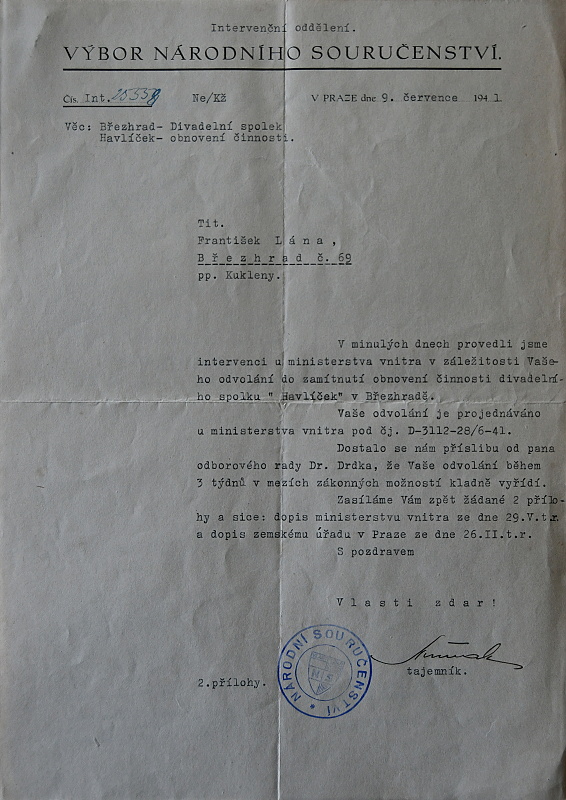 Intervenční oddělení.
VÝBOR NÁRODNÍHO SOURUČENSTVÍ.
Čís. Int. Ne/Kž V PRAZE dne 9. července 1941.
Věc: Březhrad- Divadelní spolek
Havlíček- obnovení činnosti.
Tit.
František Lána,
Březhrad č. 69
pp. Kukleny.
V minulých dnech provedli jsme
intervenci u ministerstva vnitra v záležitosti Vaše-
ho odvolání do zamítnutí obnovení činnosti divadelní-
ho spolku " Havlíček" v Březhradě.
Vaše odvolání je projednáváno
u ministerstva vnitra pod čj. D-3112-28/6-41.
Dostalo se nám příslibu od pana
odborového rady Dr. Drdka, že Vaše odvolání během
3 týdnů v mezích zákonných možností kladně vyřídí.
Zasíláme Vám zpět žádané 2 přílo-
hy a sice: dopis ministerstvu vnitra ze dne 29.V.t.r.
a dopis zemskému úřadu v Praze ze dne 26.II.t.r.
S pozdravem
Vlasti zdar!
NÁRODNÍ SOURUČENSTVÍ
NS
tajemník.
2.přílohy.